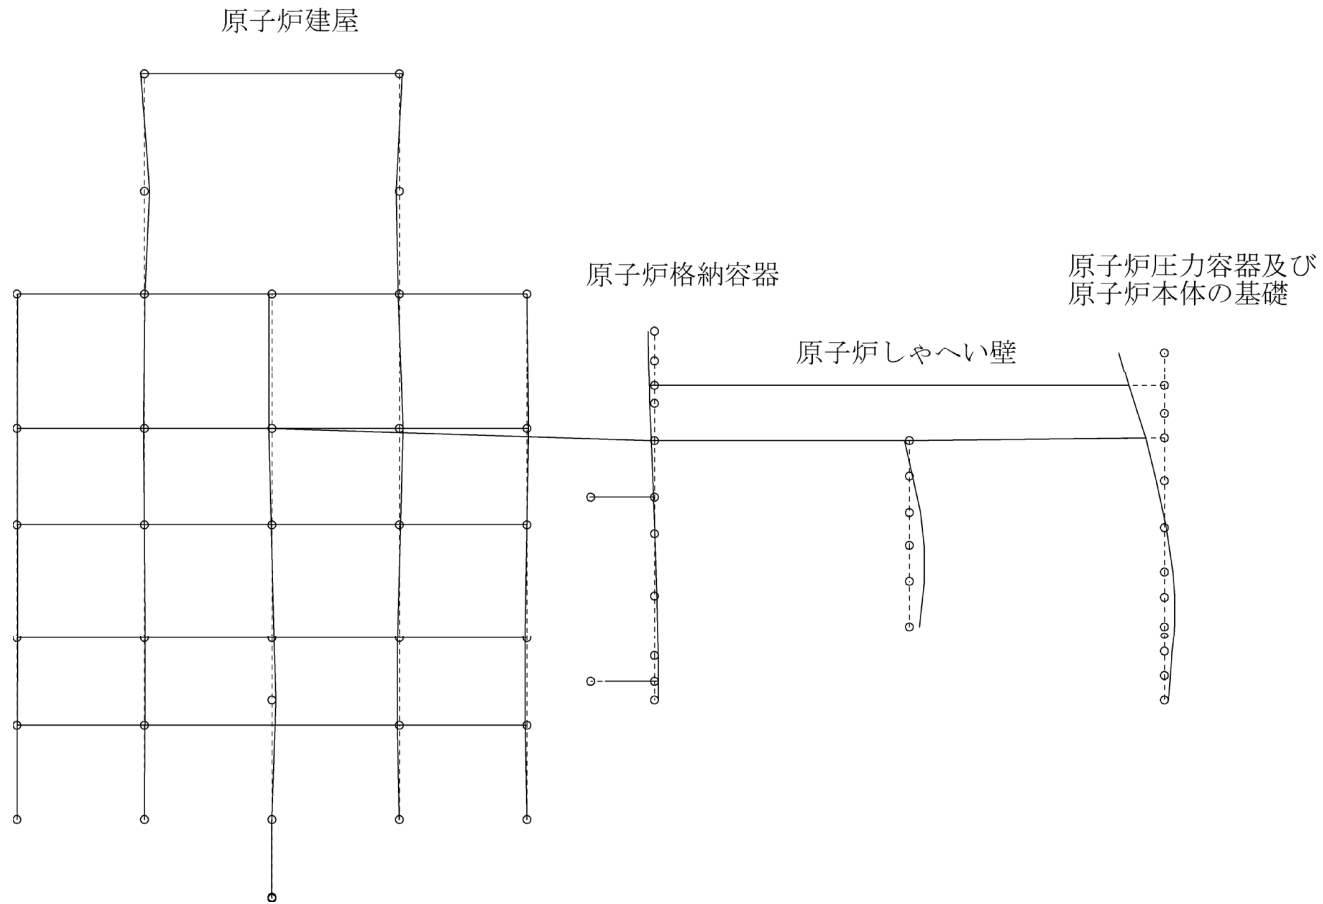 原子炉建屋
原子炉格納容器
原子炉しゃへい壁
原子炉圧力容器及び
原子炉本体の基礎